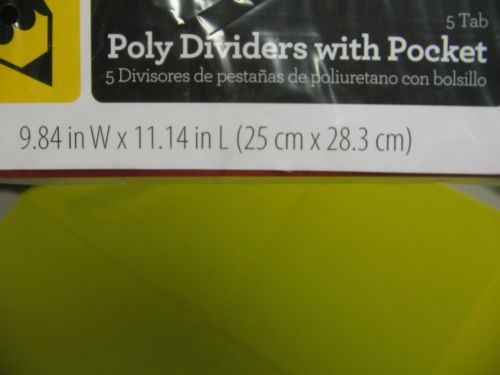 5 Tab
Poly Dividers with Pocket
5 Divisores de pestañas de poliuretano con bolsillo
9.84 in W x 11.14 in L (25 cm x 28.3 cm)